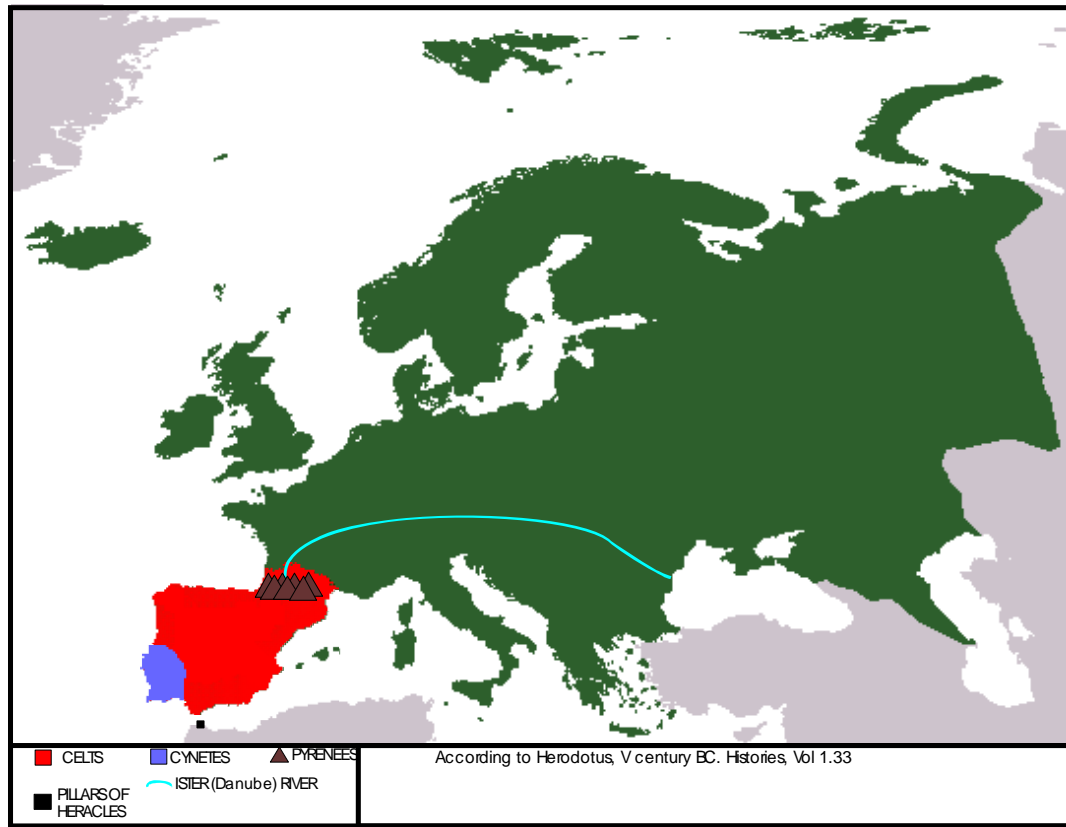 CELTS
CYNETES
PYRENEES
ISTER (Danube) RIVER
PILLARS OF
HERACLES
According to Herodotus, V century BC. Histories, Vol 1.33